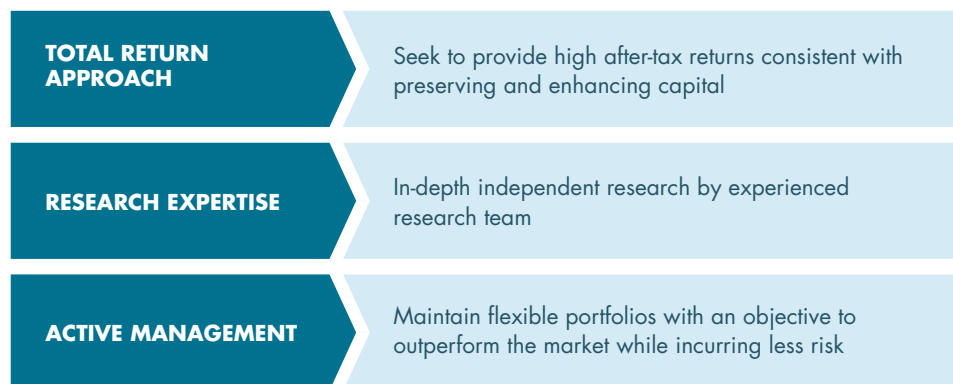 TOTAL RETURN
APPROACH
Seek to provide high after-tax returns consistent with
preserving and enhancing capital
RESEARCH EXPERTISE
In-depth independent research by experienced
research team
ACTIVE MANAGEMENT
Maintain flexible portfolios with an objective to
outperform the market while incurring less risk